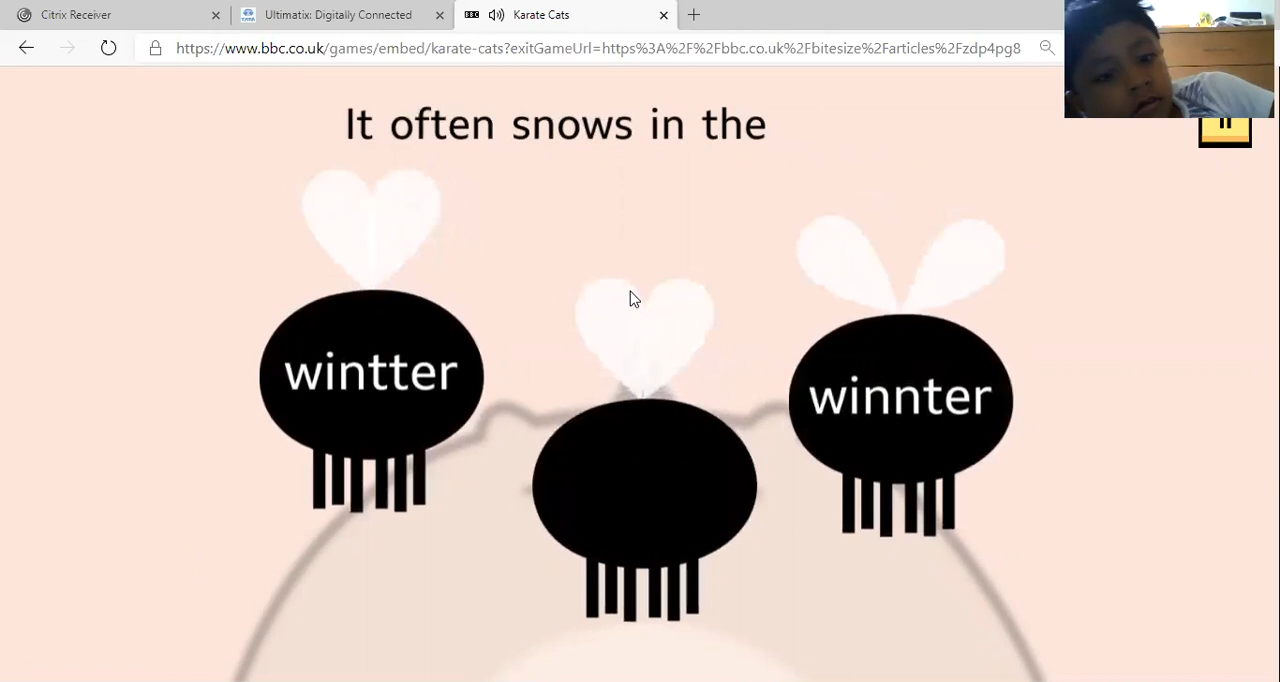 Citrix Receiver
Ultimatix: Digitally Connected
BBC Karate Cats
https://www.bbc.co.uk/games/embed/karate-cats?exitGameUrl=https%3A%2F%2Fbbc.co.uk%2Fbitesize%2Farticles%2Fzdp4pg8
It often snows in the
wintter
winnter